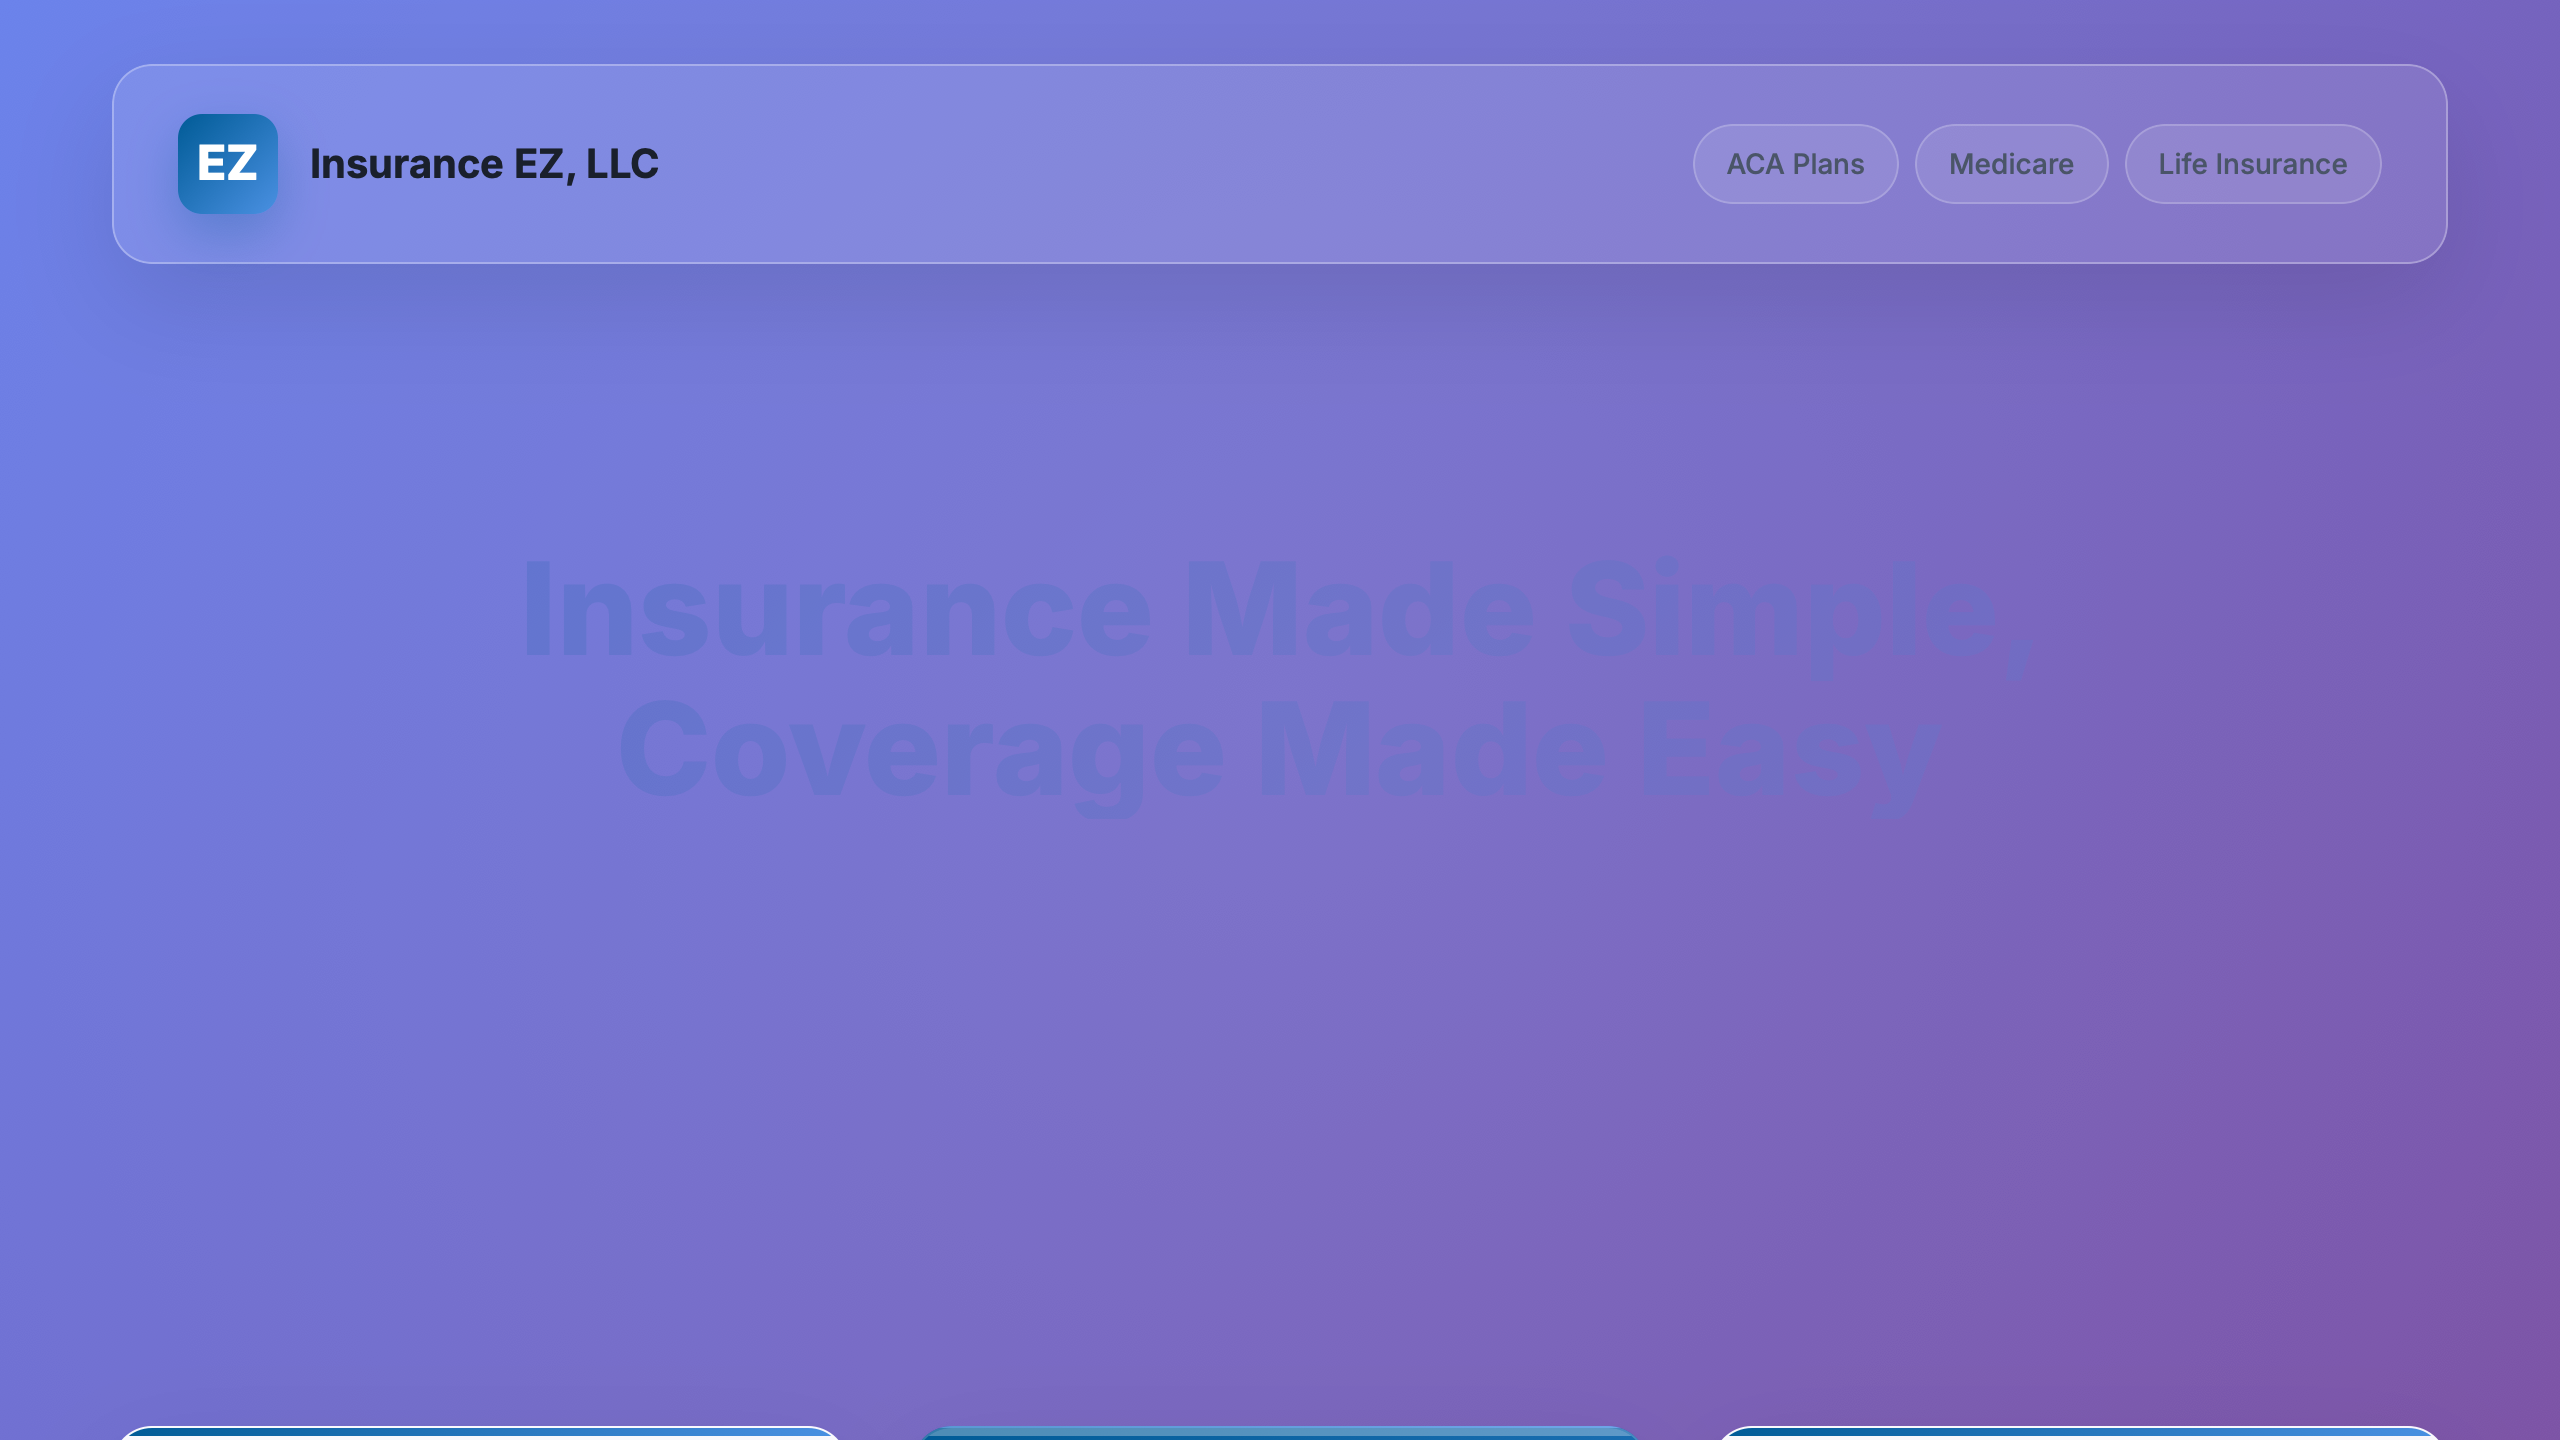 EZ
Insurance EZ, LLC
ACA Plans
Medicare
Life Insurance
Insurance Made Simple,
Coverage Made Easy